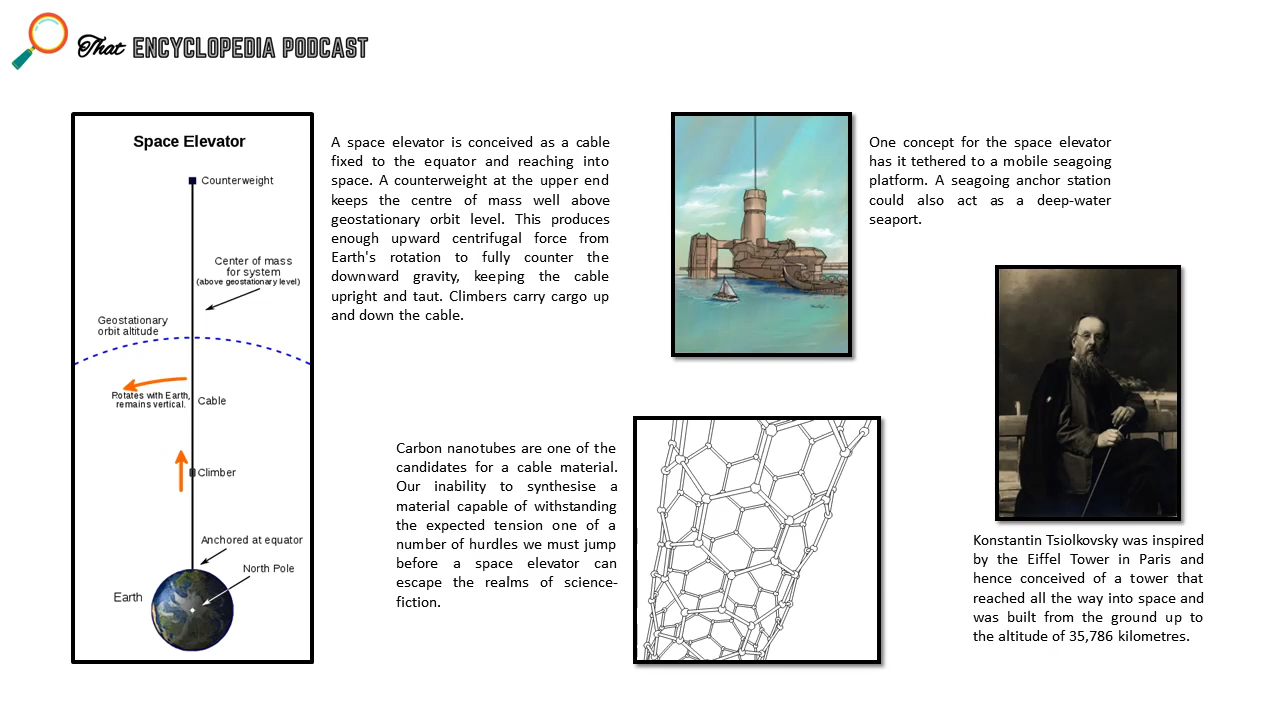 That ENCYCLOPEDIA PODCAST
Space Elevator
Counterweight
Center of mass
for system
(above geostationary level)
Geostationary
orbit altitude
Rotates with Earth,
remains vertical.
Cable
Climber
Anchored at equator
North Pole
Earth
A space elevator is conceived as a cable
fixed to the equator and reaching into
space. A counterweight at the upper end
keeps the centre of mass well above
geostationary orbit level. This produces
enough upward centrifugal force from
Earth's rotation to fully counter the
downward gravity, keeping the cable
upright and taut. Climbers carry cargo up
and down the cable.
One concept for the space elevator
has it tethered to a mobile seagoing
platform. A seagoing anchor station
could also act as a deep-water
seaport.
Carbon nanotubes are one of the
candidates for a cable material.
Our inability to synthesise a
material capable of withstanding
the expected tension one of a
number of hurdles we must jump
before a space elevator can
escape the realms of science-
fiction.
Konstantin Tsiolkovsky was inspired
by the Eiffel Tower in Paris and
hence conceived of a tower that
reached all the way into space and
was built from the ground up to
the altitude of 35,786 kilometres.